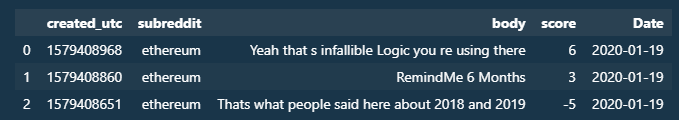 created_utc subreddit body score Date
0 1579408968 ethereum Yeah that s infallible Logic you re using there 6 2020-01-19
1 1579408860 ethereum RemindMe 6 Months 3 2020-01-19
2 1579408651 ethereum Thats what people said here about 2018 and 2019 -5 2020-01-19